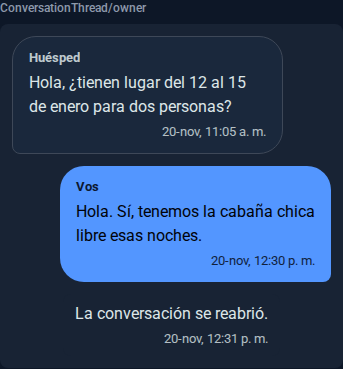 ConversationThread/owner
Huésped
Hola, ¿tienen lugar del 12 al 15
de enero para dos personas?
20-nov, 11:05 a. m.
Vos
Hola. Sí, tenemos la cabaña chica
libre esas noches.
20-nov, 12:30 p. m.
La conversación se reabrió.
20-nov, 12:31 p. m.